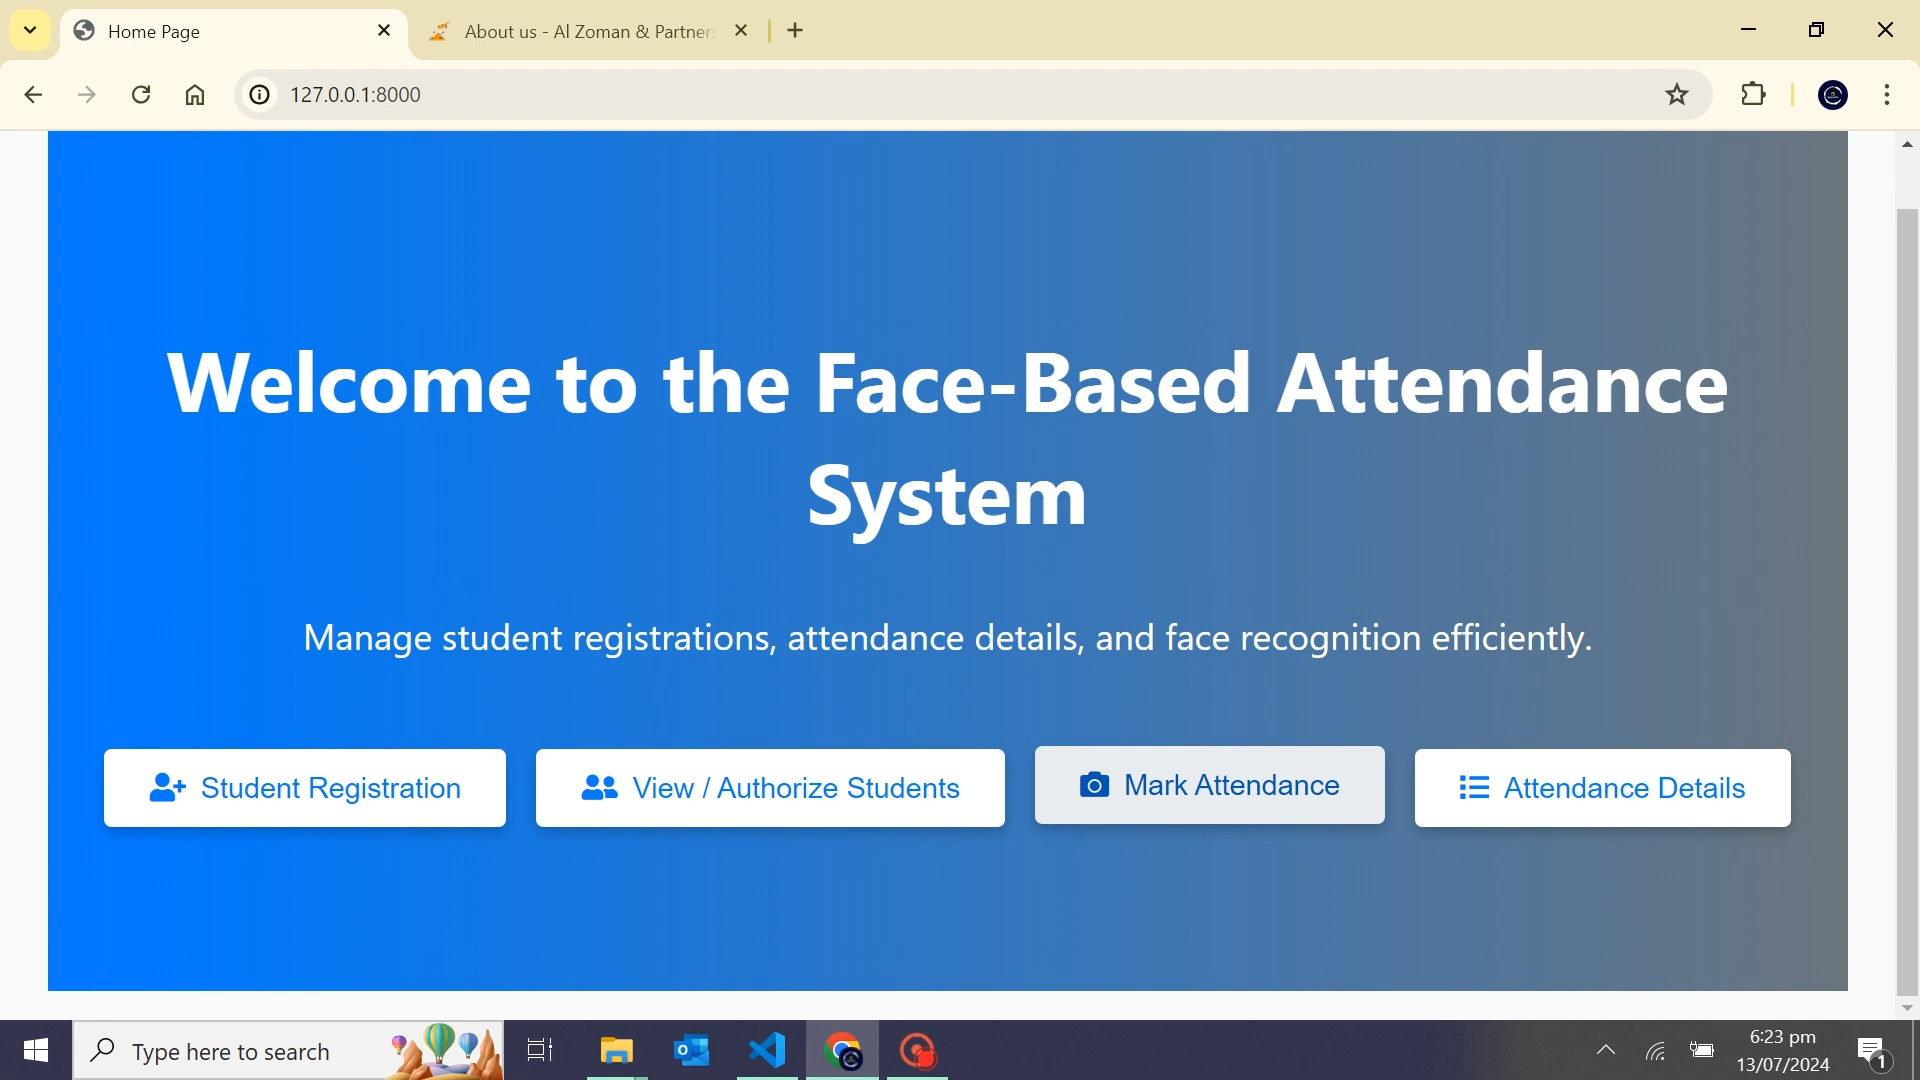 Home Page
About us - Al Zoman & Partner
127.0.0.1:8000
Welcome to the Face-Based Attendance
System
Manage student registrations, attendance details, and face recognition efficiently.
Student Registration
View / Authorize Students
Mark Attendance
Attendance Details
Type here to search
6:23 pm
13/07/2024
1